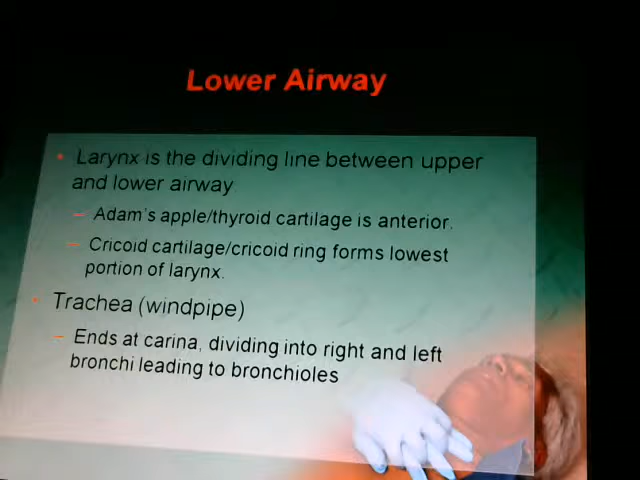 Lower Airway
• Larynx is the dividing line between upper
and lower airway
– Adam's apple/thyroid cartilage is anterior.
– Cricoid cartilage/cricoid ring forms lowest
portion of larynx.
• Trachea (windpipe)
– Ends at carina, dividing into right and left
bronchi leading to bronchioles